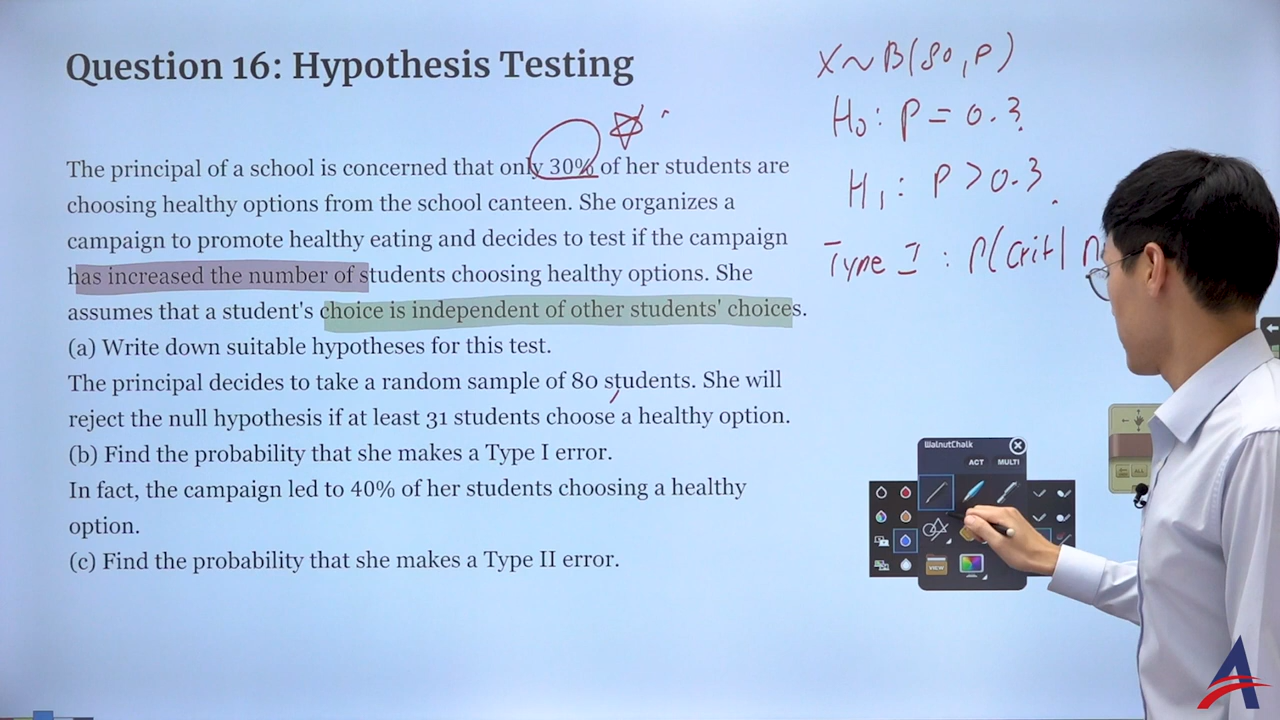 Question 16: Hypothesis Testing
The principal of a school is concerned that only 30% of her students are
choosing healthy options from the school canteen. She organizes a
campaign to promote healthy eating and decides to test if the campaign
has increased the number of students choosing healthy options. She
assumes that a student's choice is independent of other students' choices.
(a) Write down suitable hypotheses for this test.
The principal decides to take a random sample of 80 students. She will
reject the null hypothesis if at least 31 students choose a healthy option.
(b) Find the probability that she makes a Type I error.
In fact, the campaign led to 40% of her students choosing a healthy
option.
(c) Find the probability that she makes a Type II error.
X~B(80,P)
H₀: P = 0.3
H₁: P > 0.3
Type I : P(crit|
WalnutChalk
ACT MULTI
VIEW
ALL